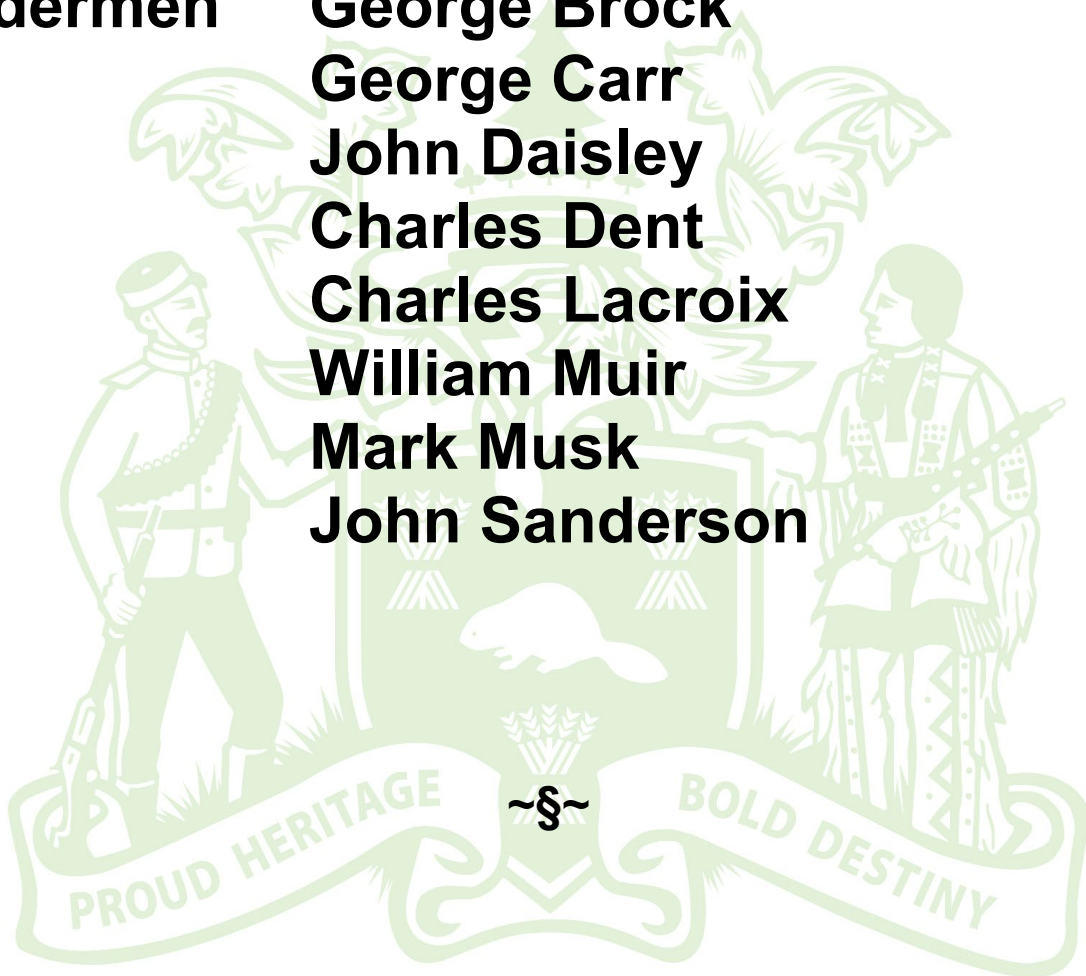 dermen George Brock
George Carr
John Daisley
Charles Dent
Charles Lacroix
William Muir
Mark Musk
John Sanderson
~§~
PROUD HERITAGE BOLD DESTINY